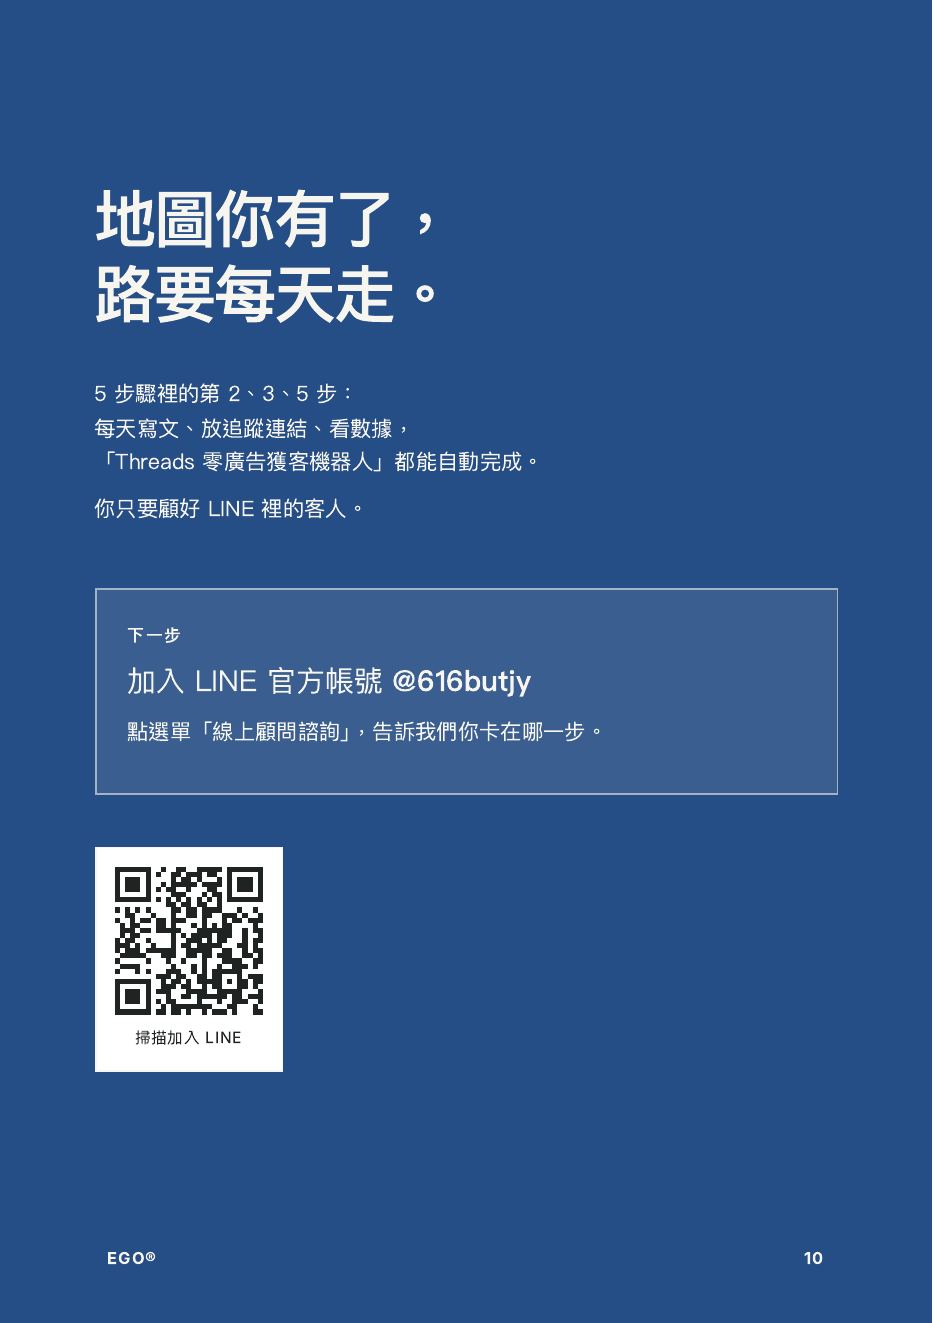 地圖你有了，
路要每天走。
5 步驟裡的第 2、3、5 步：
每天寫文、放追蹤連結、看數據，
「Threads 零廣告獲客機器人」都能自動完成。
你只要顧好 LINE 裡的客人。
下一步
加入 LINE 官方帳號 @616butjy
點選單「線上顧問諮詢」，告訴我們你卡在哪一步。
掃描加入 LINE
EGO®
10